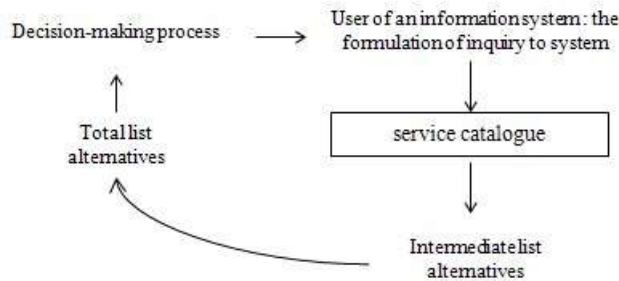 Decision-making process
User of an information system: the
formulation of inquiry to system
service catalogue
Total list
alternatives
Intermediate list
alternatives